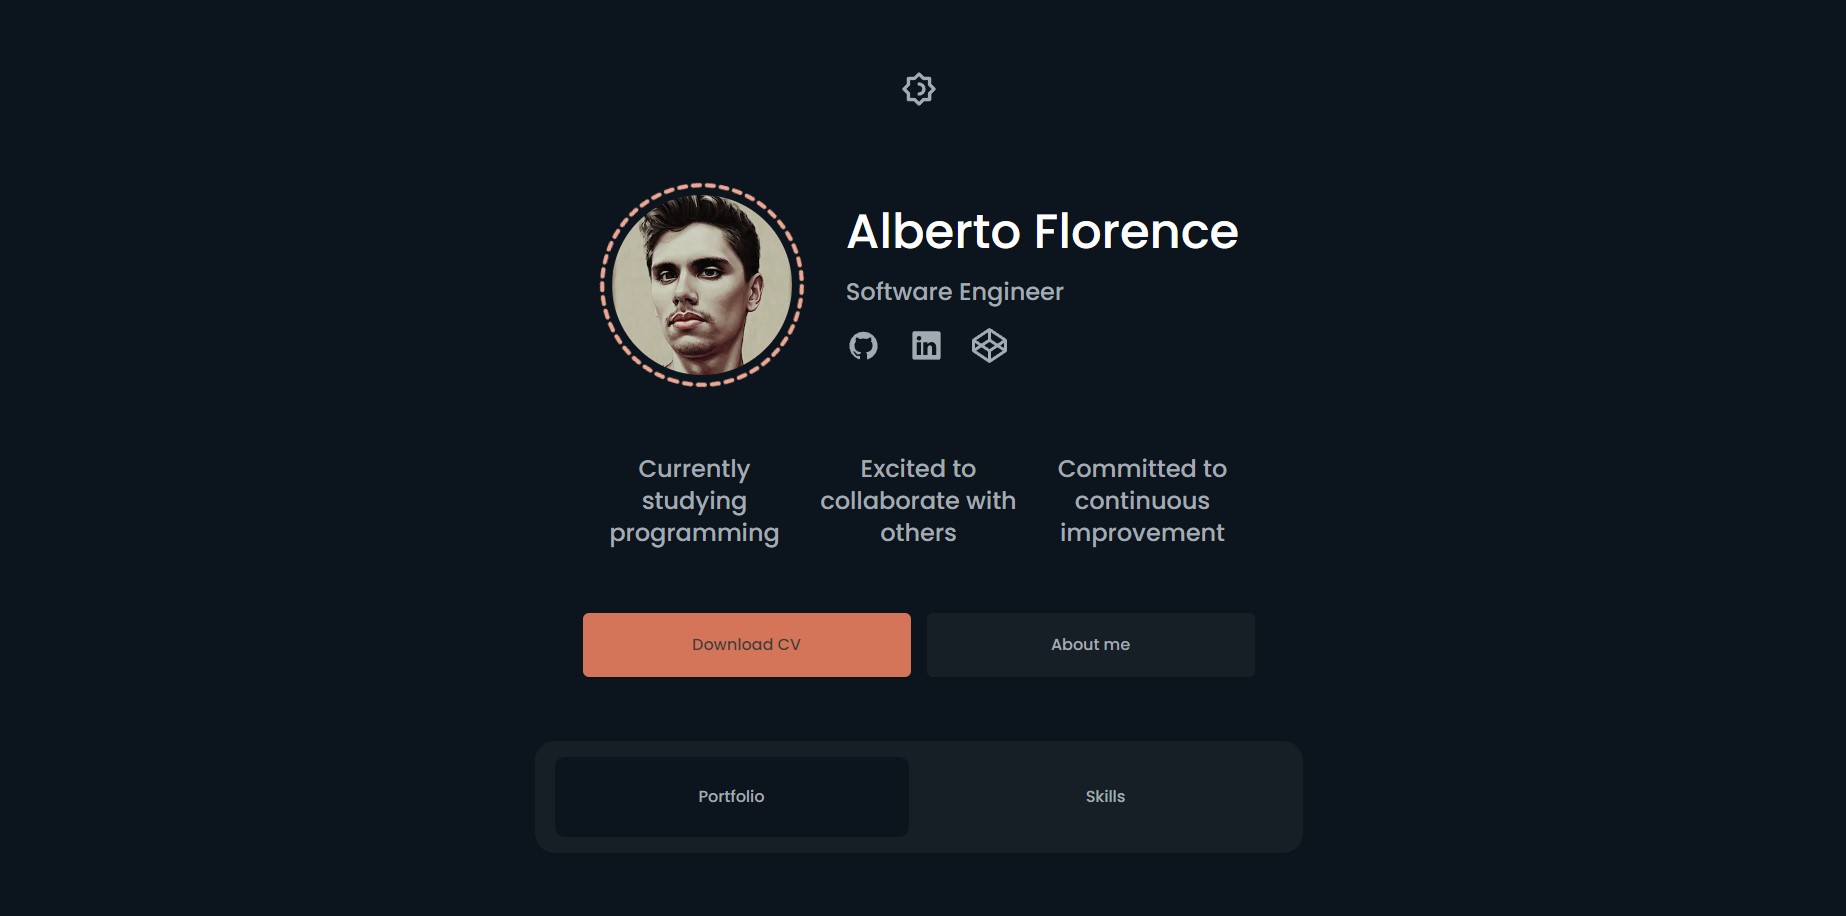 Alberto Florence
Software Engineer
Currently
studying
programming
Excited to
collaborate with
others
Committed to
continuous
improvement
Download CV
About me
Portfolio
Skills